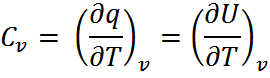 C_v = (∂q/∂T)_v = (∂U/∂T)_v